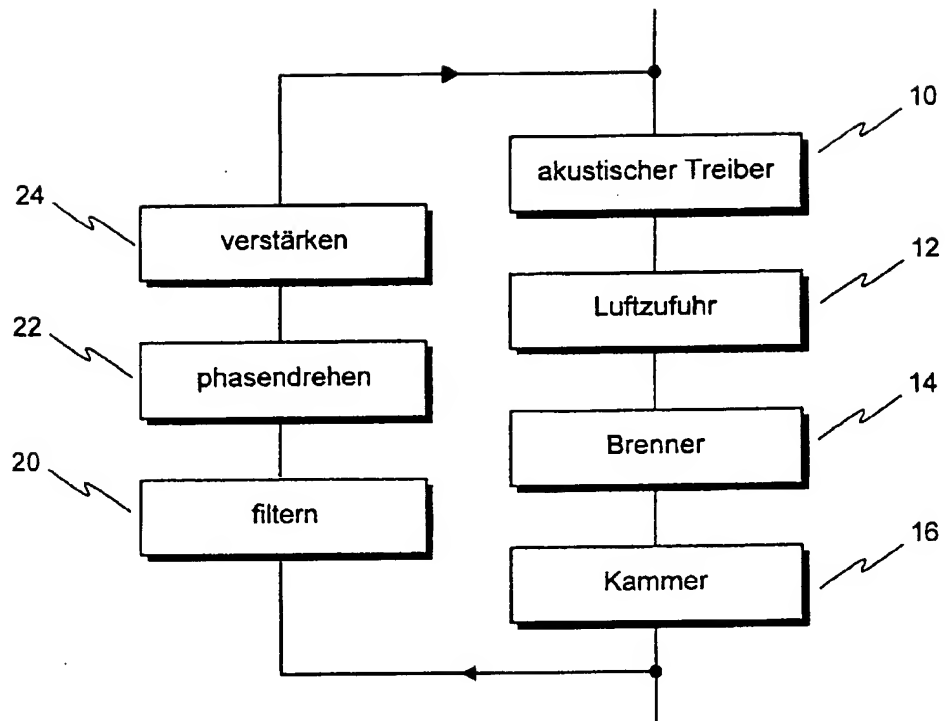 10
akustischer Treiber
24
verstärken
12
Luftzufuhr
22
phasendrehen
14
Brenner
20
filtern
16
Kammer